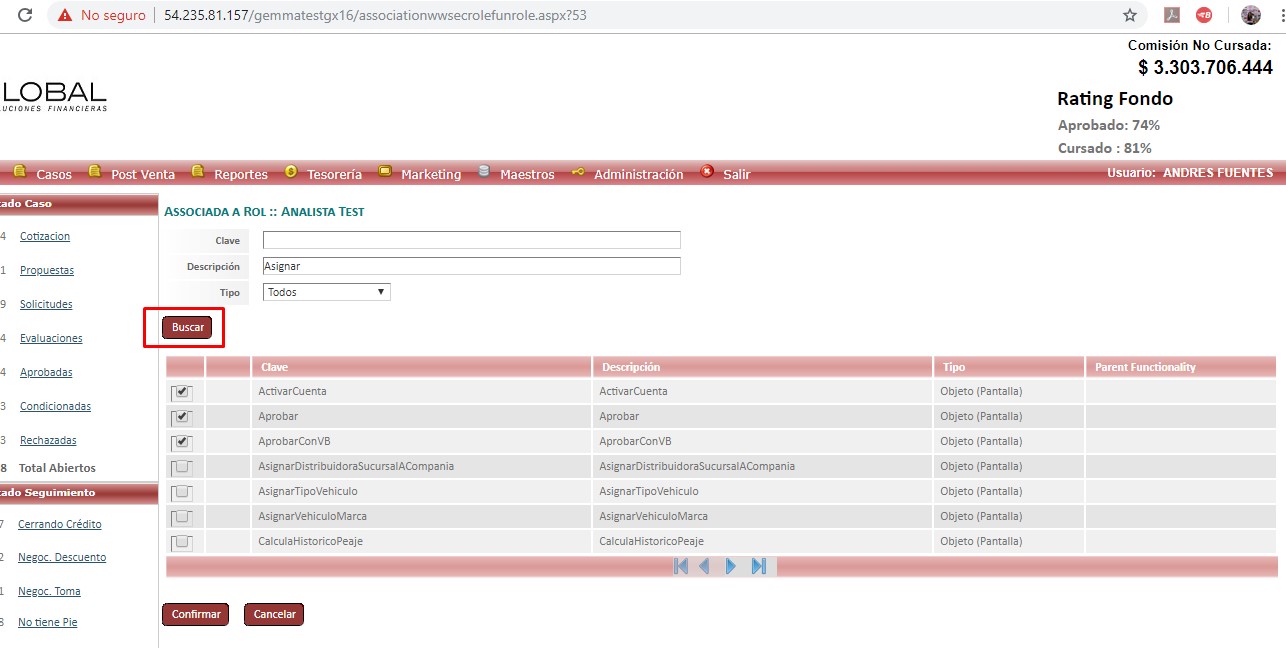 No seguro 54.235.81.157/gemmatestgx16/associationwwsecrolefunrole.aspx?53
Comisión No Cursada:
$ 3.303.706.444
LOBAL
UCIONES FINANCIERAS
Rating Fondo
Aprobado: 74%
Cursado : 81%
Casos Post Venta Reportes Tesorería Marketing Maestros Administración Salir Usuario: ANDRES FUENTES
ado Caso
4 Cotizacion
1 Propuestas
9 Solicitudes
4 Evaluaciones
4 Aprobadas
3 Condicionadas
3 Rechazadas
8 Total Abiertos
ado Seguimiento
7 Cerrando Crédito
2 Negoc. Descuento
1 Negoc. Toma
3 No tiene Pie
Associada a Rol :: Analista Test
Clave
Descripción Asignar
Tipo Todos
Buscar
Clave Descripción Tipo Parent Functionality
ActivarCuenta ActivarCuenta Objeto (Pantalla)
Aprobar Aprobar Objeto (Pantalla)
AprobarConVB AprobarConVB Objeto (Pantalla)
AsignarDistribuidoraSucursalACompania AsignarDistribuidoraSucursalACompania Objeto (Pantalla)
AsignarTipoVehiculo AsignarTipoVehiculo Objeto (Pantalla)
AsignarVehiculoMarca AsignarVehiculoMarca Objeto (Pantalla)
CalculaHistoricoPeaje CalculaHistoricoPeaje Objeto (Pantalla)
Confirmar Cancelar